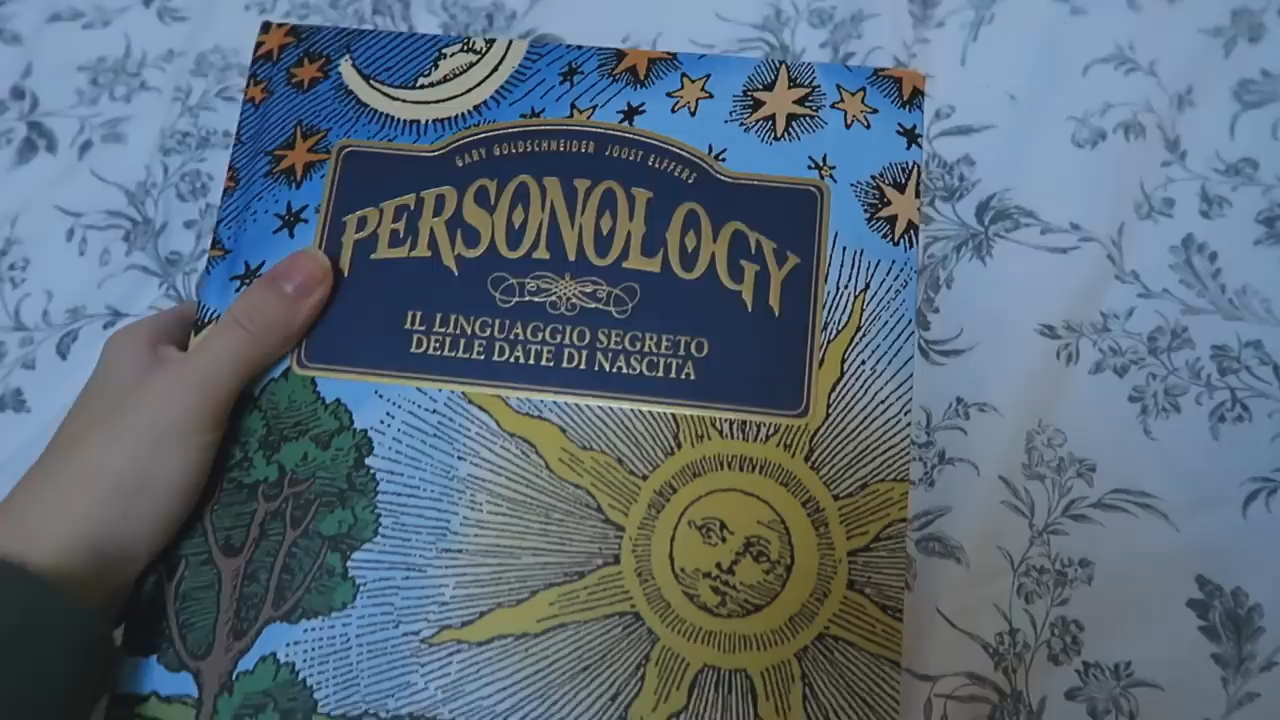 GARY GOLDSCHNEIDER JOOST ELFFERS
PERSONOLOGY
IL LINGUAGGIO SEGRETO
DELLE DATE DI NASCITA